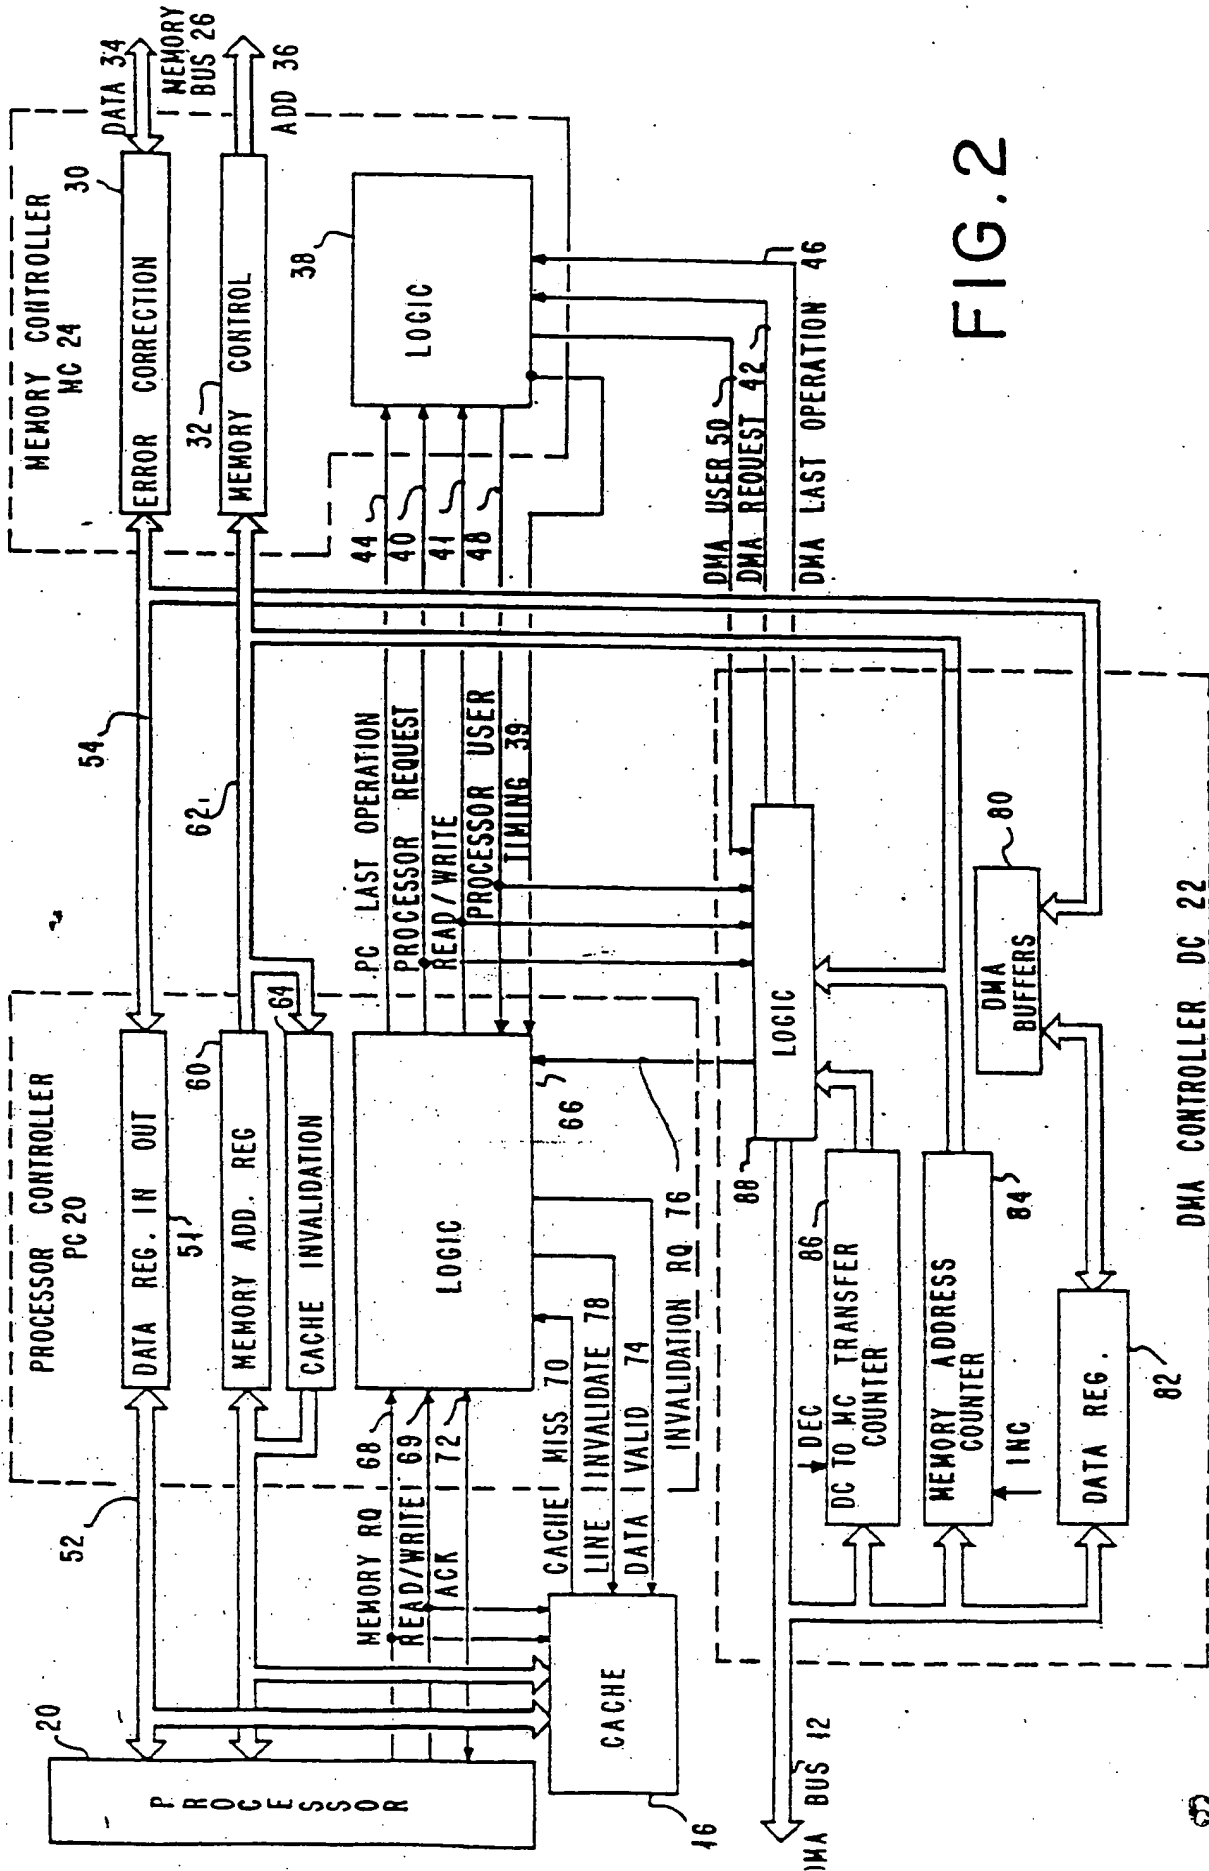 MEMORY CONTROLLER
MC 24
30
ERROR CORRECTION
DATA 34
MEMORY
BUS 26
32
MEMORY CONTROL
ADD 36
38
LOGIC
54
62
44
40
41
48
PC LAST OPERATION
PROCESSOR REQUEST
READ/WRITE
PROCESSOR USER
TIMING 39
DMA USER 50
DMA REQUEST 42
DMA LAST OPERATION 46
PROCESSOR CONTROLLER
PC 20
DATA REG. IN OUT
51
60
MEMORY ADD. REG
64
CACHE INVALIDATION
LOGIC
66
52
20
PROCESSOR
MEMORY RQ 68
READ/WRITE 69
ACK 72
CACHE MISS 70
LINE INVALIDATE 78
DATA VALID 74
INVALIDATION RQ 76
CACHE
16
DMA BUS 12
88
LOGIC
DEC
86
DC TO MC TRANSFER
COUNTER
MEMORY ADDRESS
COUNTER
84
INC
DATA REG.
82
DMA
BUFFERS
80
DMA CONTROLLER DC 22
FIG.2